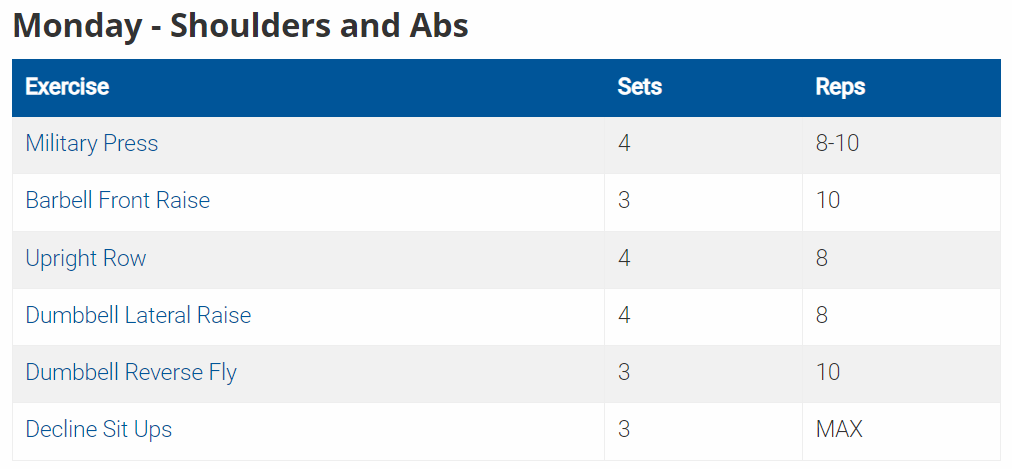 Monday - Shoulders and Abs
Exercise Sets Reps
Military Press 4 8-10
Barbell Front Raise 3 10
Upright Row 4 8
Dumbbell Lateral Raise 4 8
Dumbbell Reverse Fly 3 10
Decline Sit Ups 3 MAX